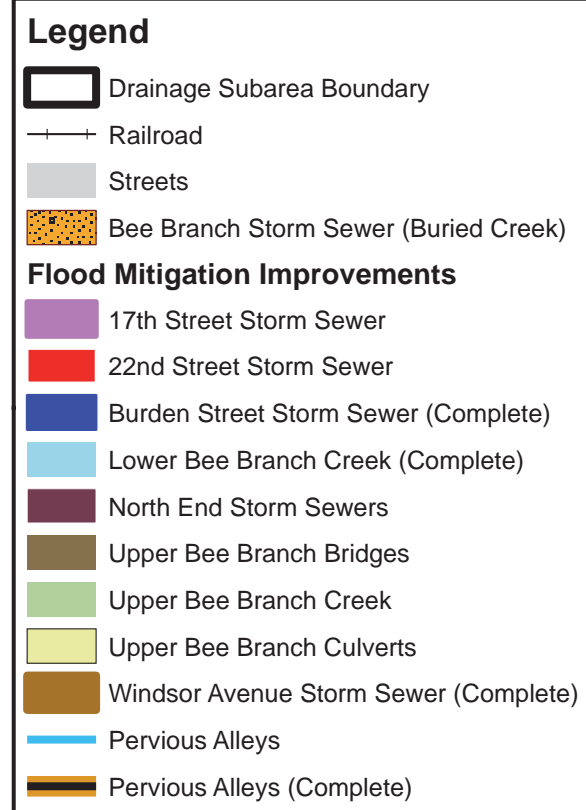 Legend
Drainage Subarea Boundary
Railroad
Streets
Bee Branch Storm Sewer (Buried Creek)
Flood Mitigation Improvements
17th Street Storm Sewer
22nd Street Storm Sewer
Burden Street Storm Sewer (Complete)
Lower Bee Branch Creek (Complete)
North End Storm Sewers
Upper Bee Branch Bridges
Upper Bee Branch Creek
Upper Bee Branch Culverts
Windsor Avenue Storm Sewer (Complete)
Pervious Alleys
Pervious Alleys (Complete)